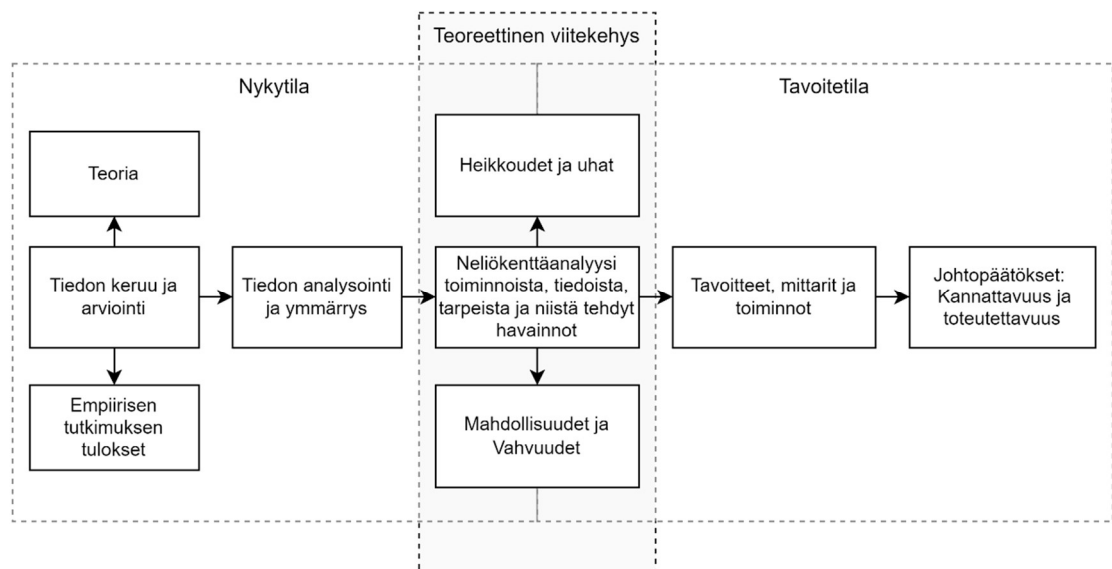 Teoreettinen viitekehys
Nykytila
Tavoitetila
Teoria
Heikkoudet ja uhat
Tiedon keruu ja
arviointi
Tiedon analysointi
ja ymmärrys
Neliökenttäanalyysi
toiminnoista, tiedoista,
tarpeista ja niistä tehdyt
havainnot
Tavoitteet, mittarit ja
toiminnot
Johtopäätökset:
Kannattavuus ja
toteutettavuus
Empiirisen
tutkimuksen
tulokset
Mahdollisuudet ja
Vahvuudet